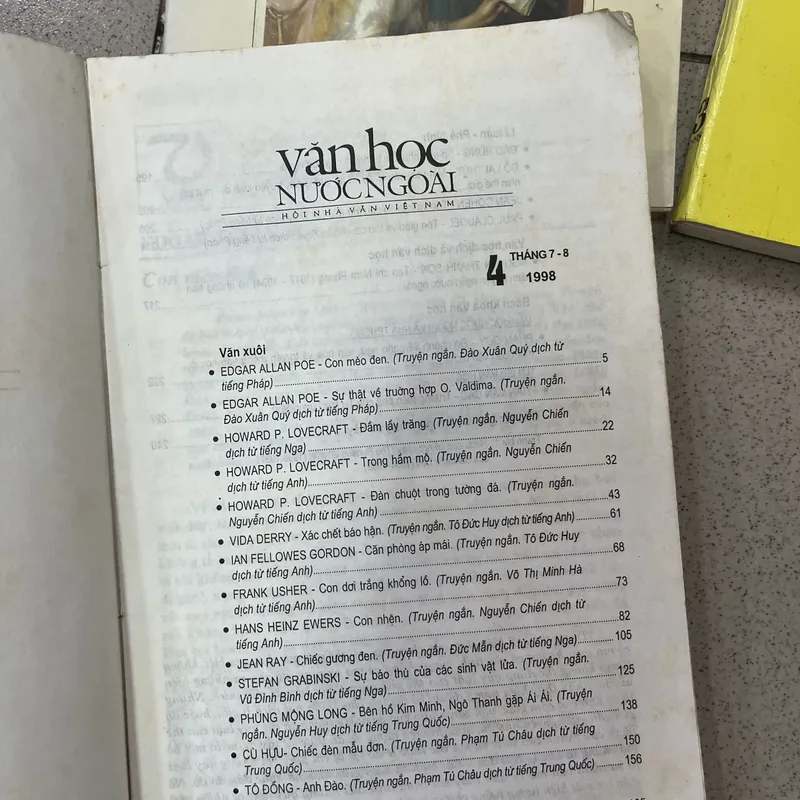 văn học
NƯỚC NGOÀI
HỘI NHÀ VĂN VIỆT NAM
4 THÁNG 7 - 8
1998
Văn xuôi
• EDGAR ALLAN POE - Con mèo đen. (Truyện ngắn. Đào Xuân Quý dịch từ
tiếng Pháp)..........5
• EDGAR ALLAN POE - Sự thật về trường hợp O. Valdima. (Truyện ngắn.
Đào Xuân Quý dịch từ tiếng Pháp)..........14
• HOWARD P. LOVECRAFT - Đầm lầy trăng. (Truyện ngắn. Nguyễn Chiến
dịch từ tiếng Nga)..........22
• HOWARD P. LOVECRAFT - Trong hầm mộ. (Truyện ngắn. Nguyễn Chiến
dịch từ tiếng Anh)..........32
• HOWARD P. LOVECRAFT - Đàn chuột trong tường đá. (Truyện ngắn.
Nguyễn Chiến dịch từ tiếng Anh)..........43
• VIDA DERRY - Xác chết báo hận. (Truyện ngắn. Tô Đức Huy dịch từ tiếng Anh)..........61
• IAN FELLOWES GORDON - Căn phòng áp mái. (Truyện ngắn. Tô Đức Huy
dịch từ tiếng Anh)..........68
• FRANK USHER - Con dơi trắng khổng lồ. (Truyện ngắn. Võ Thị Minh Hà
dịch từ tiếng Anh)..........73
• HANS HEINZ EWERS - Con nhện. (Truyện ngắn. Nguyễn Chiến dịch từ
tiếng Anh)..........82
• JEAN RAY - Chiếc gương đen. (Truyện ngắn. Đức Mẫn dịch từ tiếng Nga)..........105
• STEFAN GRABINSKI - Sự báo thù của các sinh vật lửa. (Truyện ngắn.
Vũ Đình Bình dịch từ tiếng Nga)..........125
• PHÙNG MỘNG LONG - Bên hồ Kim Minh, Ngô Thanh gặp Ái Ái. (Truyện
ngắn. Nguyễn Huy dịch từ tiếng Trung Quốc)..........138
• CÙ HỰU- Chiếc đèn mẫu đơn. (Truyện ngắn. Phạm Tú Châu dịch từ tiếng
Trung Quốc)..........150
• TÔ ĐỒNG - Anh Đào. (Truyện ngắn. Phạm Tú Châu dịch từ tiếng Trung Quốc)..........156